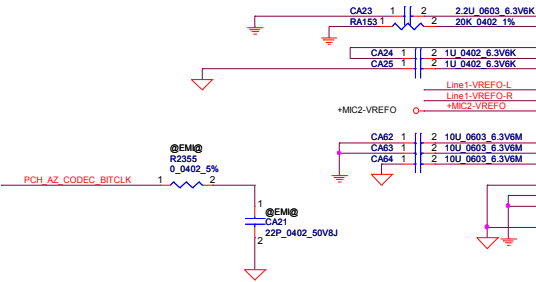 CA23 1 2 2.2U_0603_6.3V6K
RA153 1 2 20K_0402_1%
CA24 1 2 1U_0402_6.3V6K
CA25 1 2 1U_0402_6.3V6K
Line1-VREFO-L
Line1-VREFO-R
+MIC2-VREFO +MIC2-VREFO
CA62 1 2 10U_0603_6.3V6M
CA63 1 2 10U_0603_6.3V6M
CA64 1 2 10U_0603_6.3V6M
@EMI@
R2355
0_0402_5%
PCH_AZ_CODEC_BITCLK 1 2
1
@EMI@
CA21
22P_0402_50V8J
2